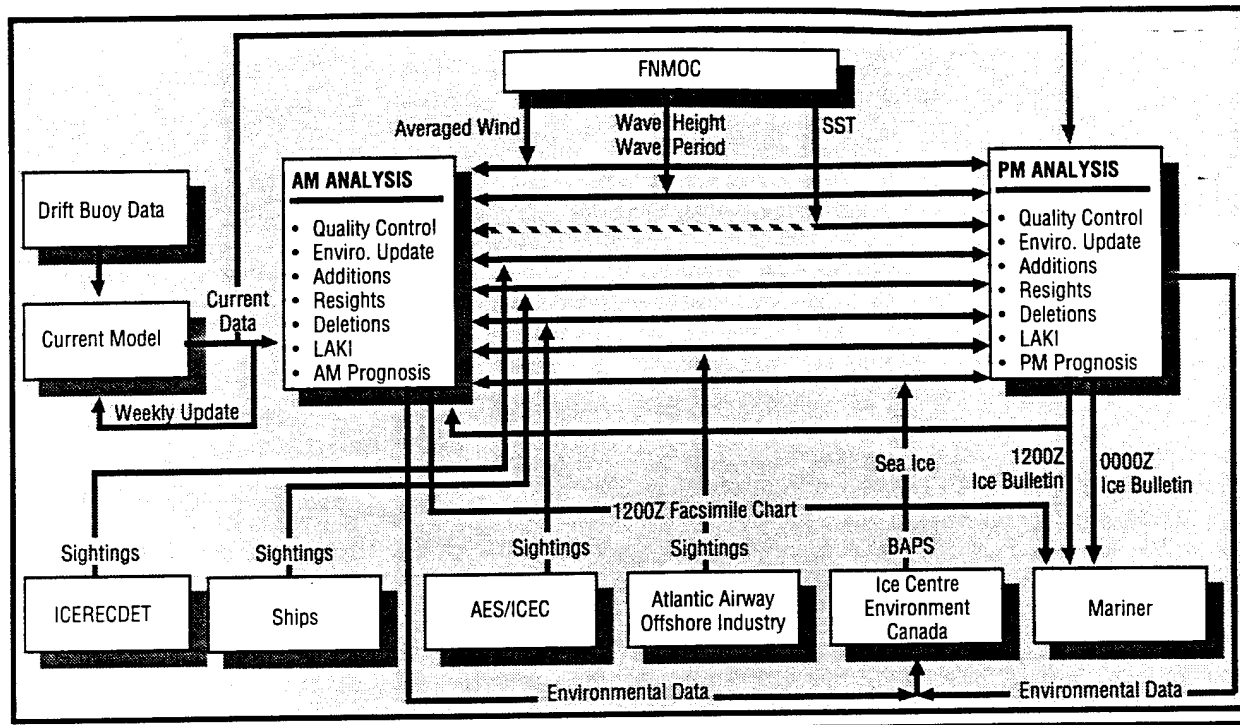 FNMOC
Averaged Wind
Wave Height
Wave Period
SST
AM ANALYSIS
• Quality Control
• Enviro. Update
• Additions
• Resights
• Deletions
• LAKI
• AM Prognosis
PM ANALYSIS
• Quality Control
• Enviro. Update
• Additions
• Resights
• Deletions
• LAKI
• PM Prognosis
Drift Buoy Data
Current Model
Current
Data
Weekly Update
Sea Ice
1200Z
Ice Bulletin
0000Z
Ice Bulletin
1200Z Facsimile Chart
Sightings
Sightings
Sightings
Sightings
BAPS
ICERECDET
Ships
AES/ICEC
Atlantic Airway
Offshore Industry
Ice Centre
Environment
Canada
Mariner
Environmental Data
Environmental Data